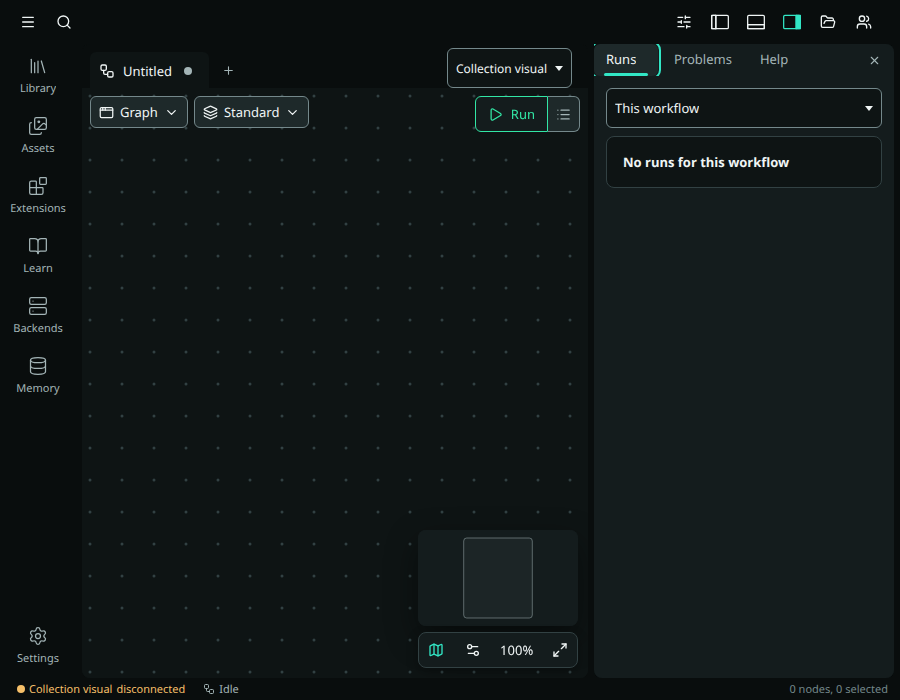 Library
Assets
Extensions
Learn
Backends
Memory
Settings
Untitled
Collection visual
Graph
Standard
Run
100%
Runs
Problems
Help
This workflow
No runs for this workflow
Collection visual disconnected
Idle
0 nodes, 0 selected